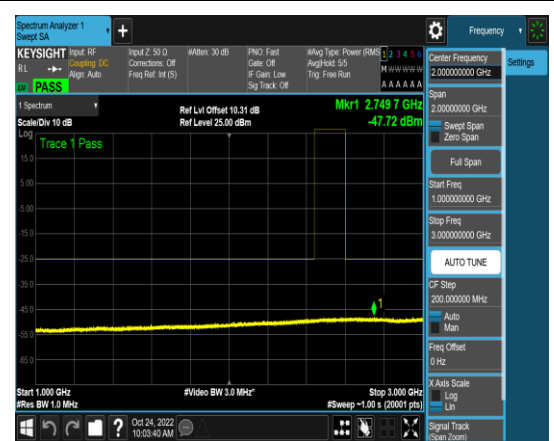 Spectrum Analyzer 1
Swept SA
+
Frequency
KEYSIGHT
RL
Input: RF
Coupling: DC
Align: Auto
Input Z: 50 Ω
Corrections: Off
Freq Ref: Int (S)
#Atten: 30 dB
PNO: Fast
Gate: Off
IF Gain: Low
Sig Track: Off
#Avg Type: Power (RMS
Avg|Hold: 5/5
Trig: Free Run
1 2 3 4 5 6
M W W W W W
A A A A A A
PASS
1 Spectrum
Scale/Div 10 dB
Ref Lvl Offset 10.31 dB
Ref Level 25.00 dBm
Mkr1 2.749 7 GHz
-47.72 dBm
Log
Trace 1 Pass
15.0
5.00
-5.00
-15.0
-25.0
-35.0
-45.0
-55.0
-65.0
1
Start 1.000 GHz
#Res BW 1.0 MHz
#Video BW 3.0 MHz*
Stop 3.000 GHz
#Sweep ~1.00 s (20001 pts)
Oct 24, 2022
10:03:40 AM
?
Center Frequency
2.000000000 GHz
Settings
Span
2.00000000 GHz
Swept Span
Zero Span
Full Span
Start Freq
1.000000000 GHz
Stop Freq
3.000000000 GHz
AUTO TUNE
CF Step
200.000000 MHz
Auto
Man
Freq Offset
0 Hz
X Axis Scale
Log
Lin
Signal Track
(Span Zoom)